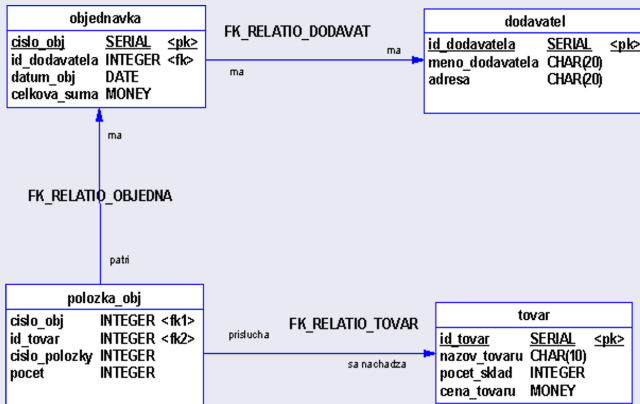 objednavka
cislo_obj SERIAL <pk>
id_dodavatela INTEGER <fk>
datum_obj DATE
celkova_suma MONEY
FK_RELATIO_DODAVAT
ma
ma
dodavatel
id_dodavatela SERIAL <pk>
meno_dodavatela CHAR(20)
adresa CHAR(20)
ma
FK_RELATIO_OBJEDNA
patri
polozka_obj
cislo_obj INTEGER <fk1>
id_tovar INTEGER <fk2>
cislo_polozky INTEGER
pocet INTEGER
prislucha
FK_RELATIO_TOVAR
sa nachadza
tovar
id_tovar SERIAL <pk>
nazov_tovaru CHAR(10)
pocet_sklad INTEGER
cena_tovaru MONEY